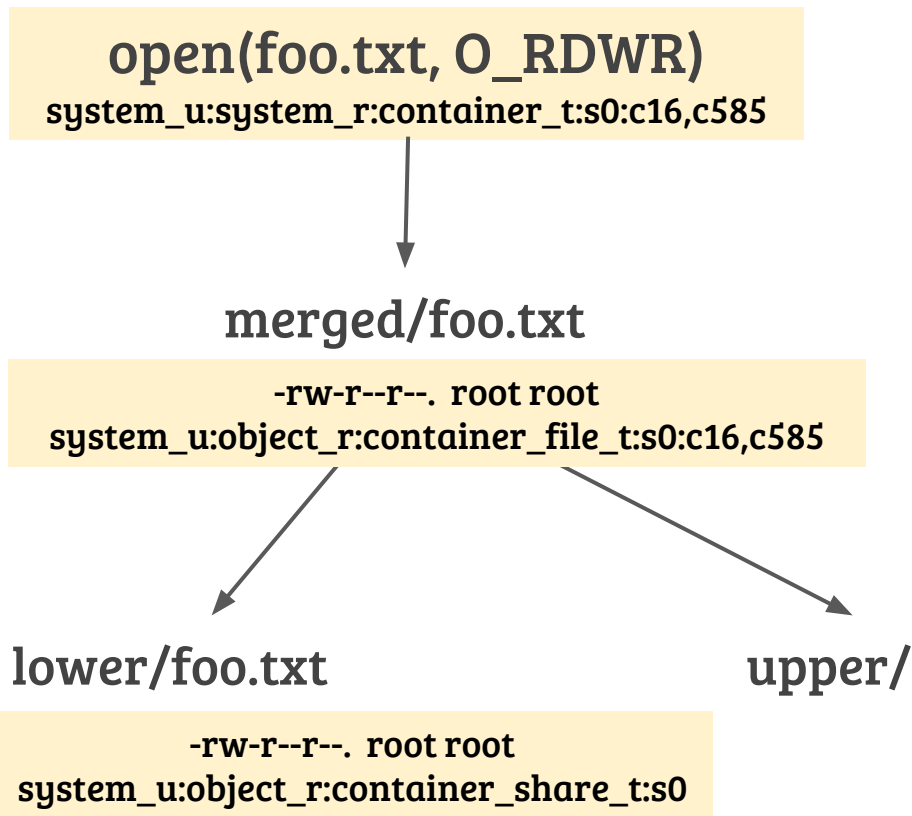 open(foo.txt, O_RDWR)
system_u:system_r:container_t:s0:c16,c585
merged/foo.txt
-rw-r--r--. root root
system_u:object_r:container_file_t:s0:c16,c585
lower/foo.txt
upper/
-rw-r--r--. root root
system_u:object_r:container_share_t:s0